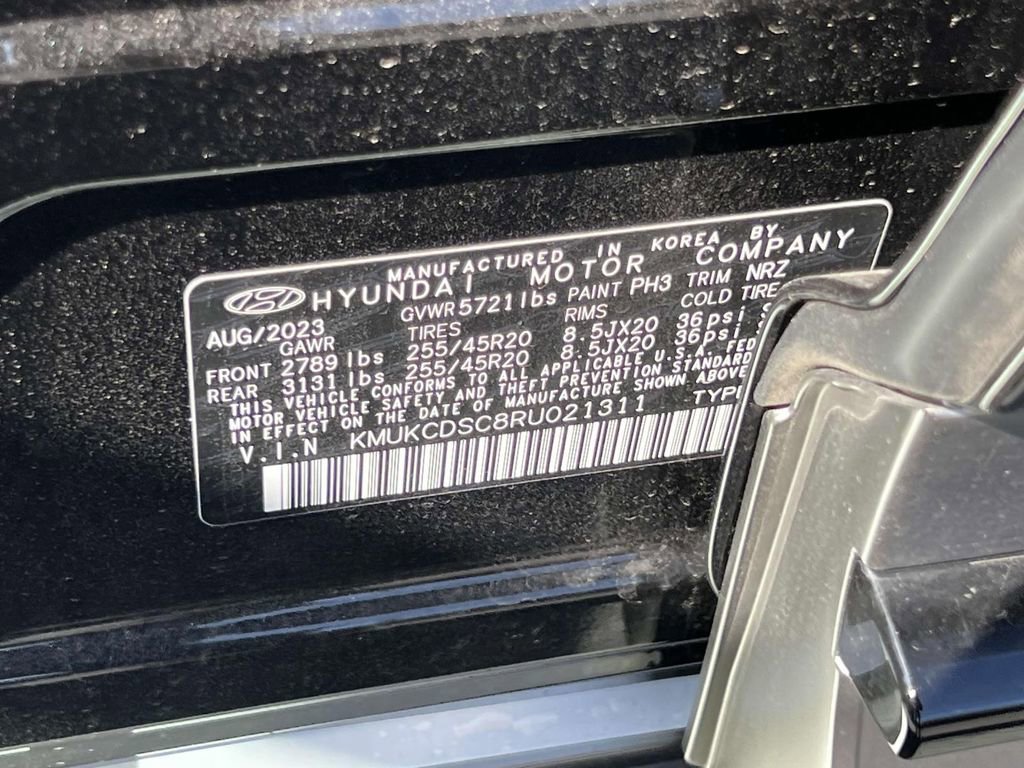 MANUFACTURED IN KOREA BY
HYUNDAI MOTOR COMPANY
AUG/2023 GVWR 5721 lbs PAINT PH3 TRIM NRZ
GAWR TIRES RIMS COLD TIRE
FRONT 2789 lbs 255/45R20 8.5JX20 36psi
REAR 3131 lbs 255/45R20 8.5JX20 36psi
THIS VEHICLE CONFORMS TO ALL APPLICABLE U.S.A. FED
MOTOR VEHICLE SAFETY AND THEFT PREVENTION STANDARD
IN EFFECT ON THE DATE OF MANUFACTURE SHOWN ABOVE
V.I.N KMUKCDSC8RU021311 TYP